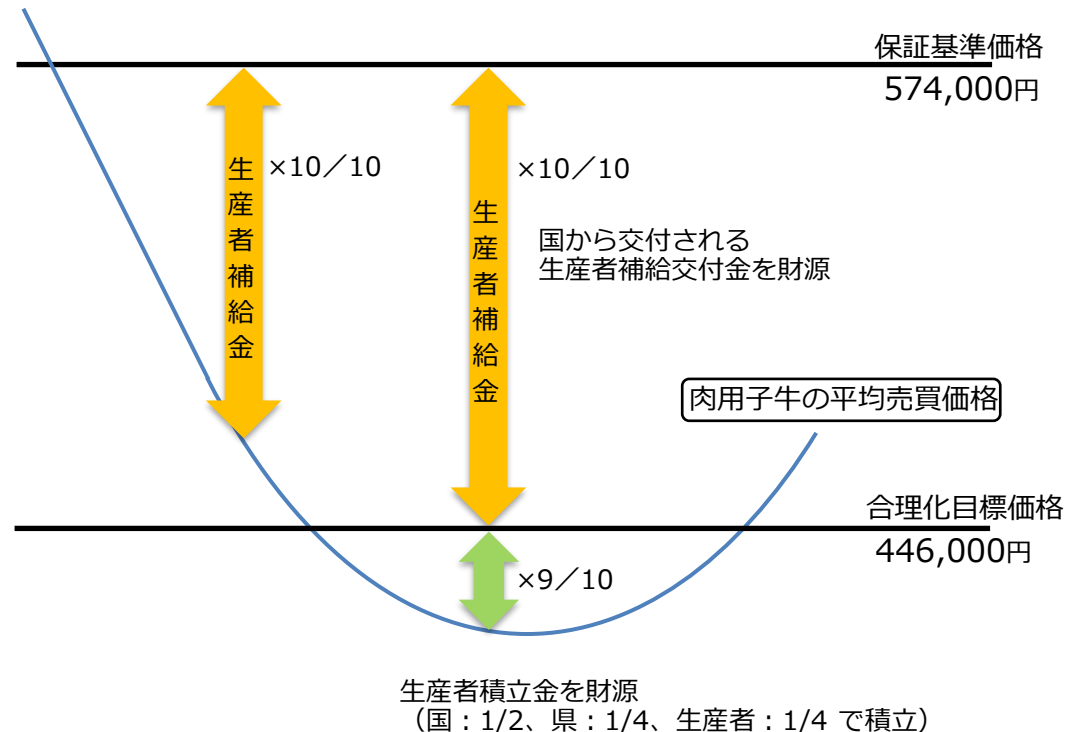 保証基準価格
574,000円
×10／10
生産者補給金
×10／10
生産者補給金
国から交付される
生産者補給交付金を財源
肉用子牛の平均売買価格
合理化目標価格
446,000円
×9／10
生産者積立金を財源
（国：1/2、県：1/4、生産者：1/4 で積立）